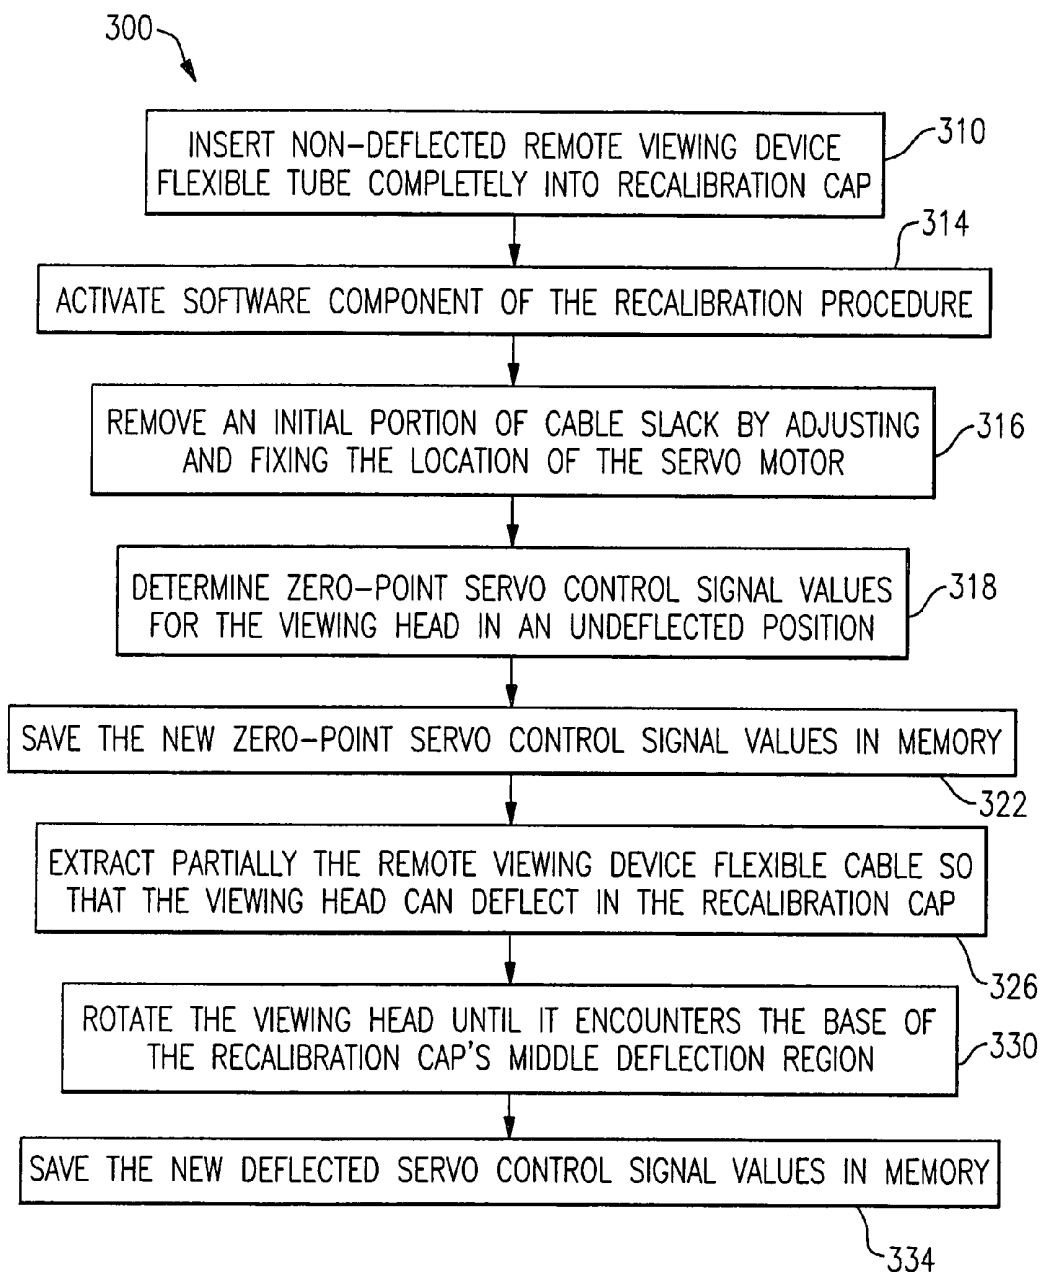 300
INSERT NON-DEFLECTED REMOTE VIEWING DEVICE
FLEXIBLE TUBE COMPLETELY INTO RECALIBRATION CAP
310
314
ACTIVATE SOFTWARE COMPONENT OF THE RECALIBRATION PROCEDURE
REMOVE AN INITIAL PORTION OF CABLE SLACK BY ADJUSTING
AND FIXING THE LOCATION OF THE SERVO MOTOR
316
DETERMINE ZERO-POINT SERVO CONTROL SIGNAL VALUES
FOR THE VIEWING HEAD IN AN UNDEFLECTED POSITION
318
SAVE THE NEW ZERO-POINT SERVO CONTROL SIGNAL VALUES IN MEMORY
322
EXTRACT PARTIALLY THE REMOTE VIEWING DEVICE FLEXIBLE CABLE SO
THAT THE VIEWING HEAD CAN DEFLECT IN THE RECALIBRATION CAP
326
ROTATE THE VIEWING HEAD UNTIL IT ENCOUNTERS THE BASE OF
THE RECALIBRATION CAP'S MIDDLE DEFLECTION REGION
330
SAVE THE NEW DEFLECTED SERVO CONTROL SIGNAL VALUES IN MEMORY
334